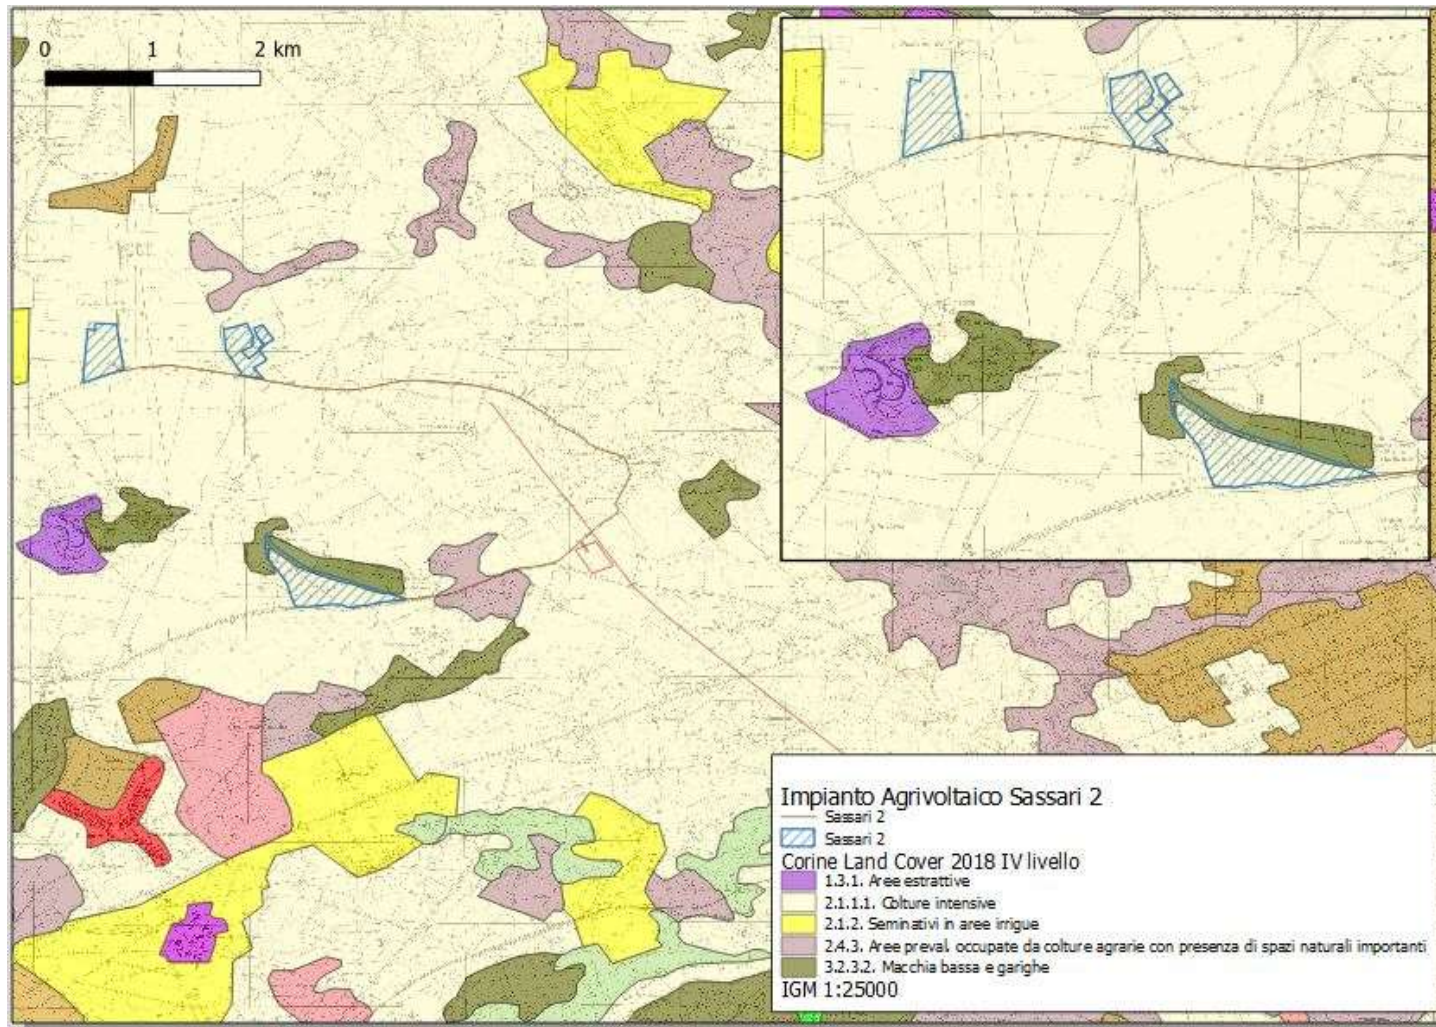 0 1 2 km
Impianto Agrivoltaico Sassari 2
Sassari 2
Sassari 2
Corine Land Cover 2018 IV livello
1.3.1. Aree estrattive
2.1.1.1. Colture intensive
2.1.2. Seminativi in aree irrigue
2.4.3. Aree preval. occupate da colture agrarie con presenza di spazi naturali importanti
3.2.3.2. Macchia bassa e garighe
IGM 1:25000